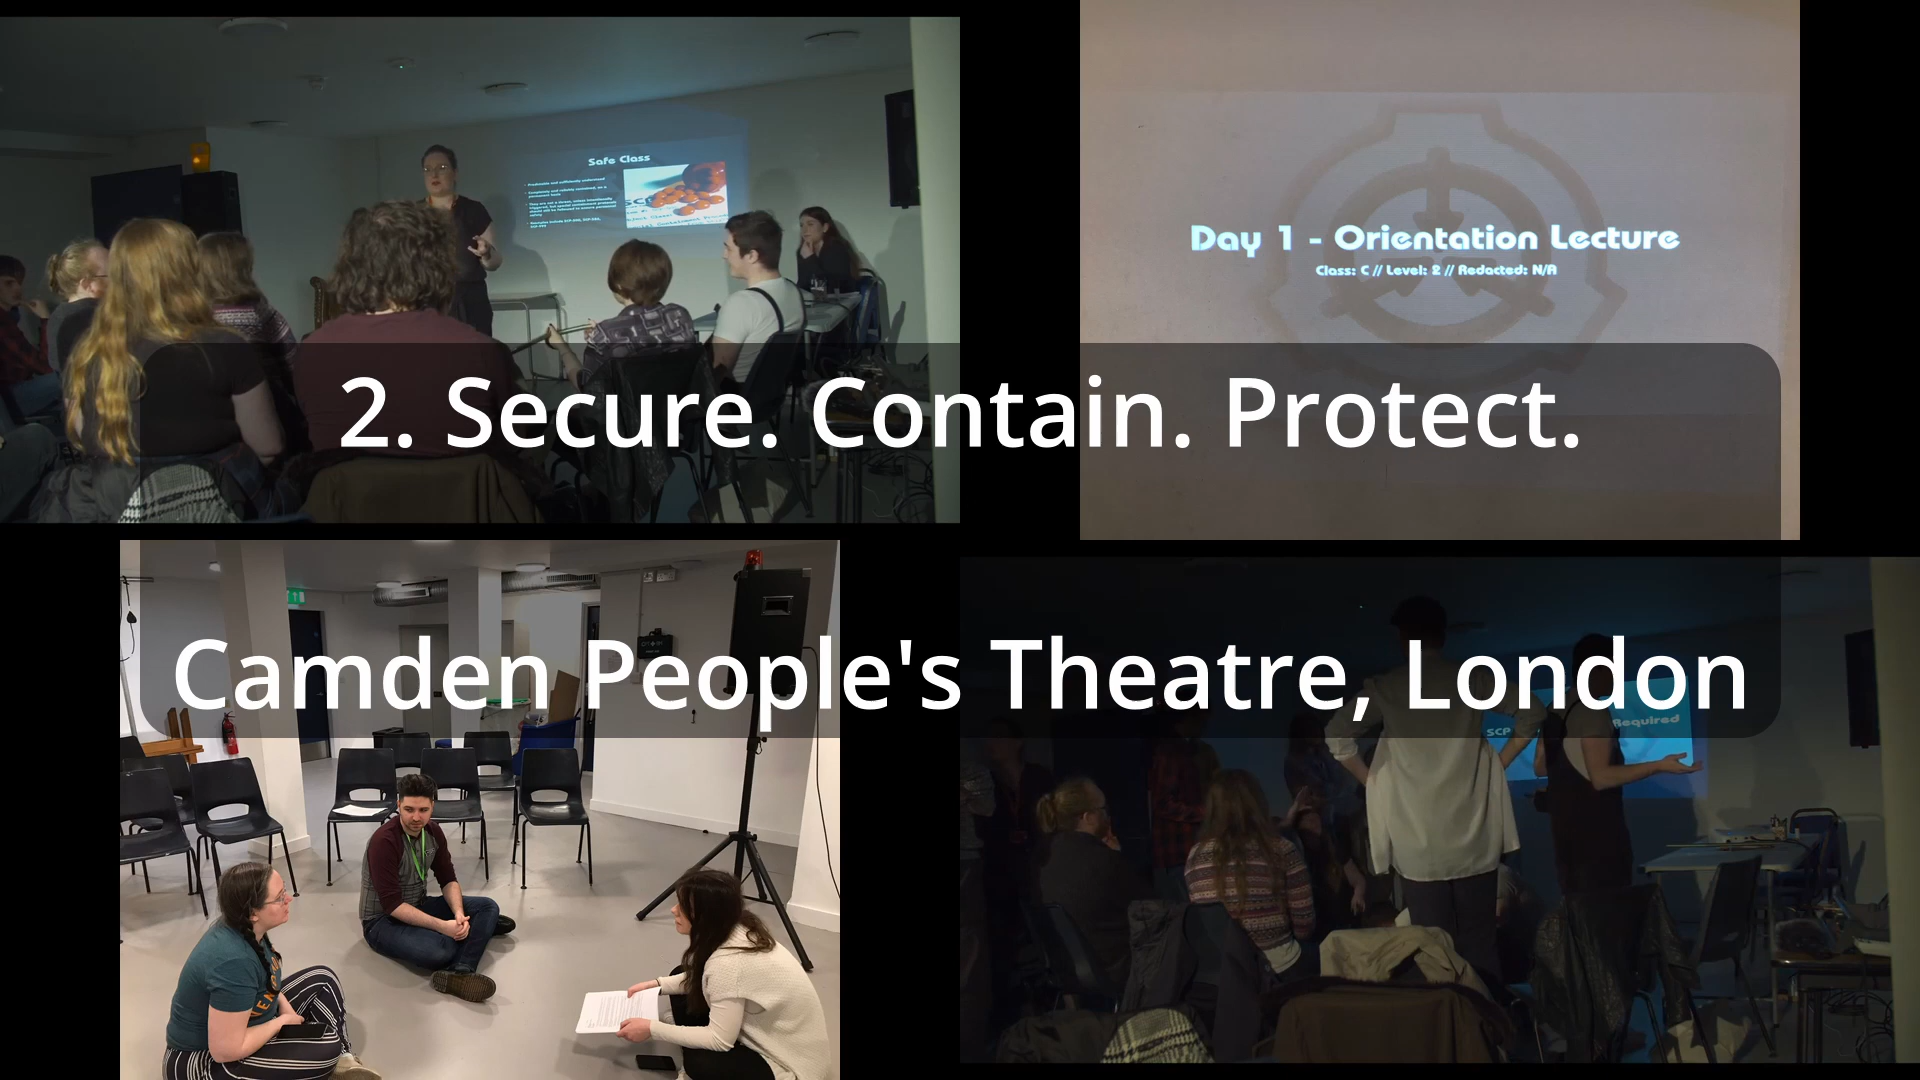 Safe Class
Day 1 - Orientation Lecture
Class: C // Level: 2 // Redacted: N/A
2. Secure. Contain. Protect.
Camden People's Theatre, London
Required
SCP